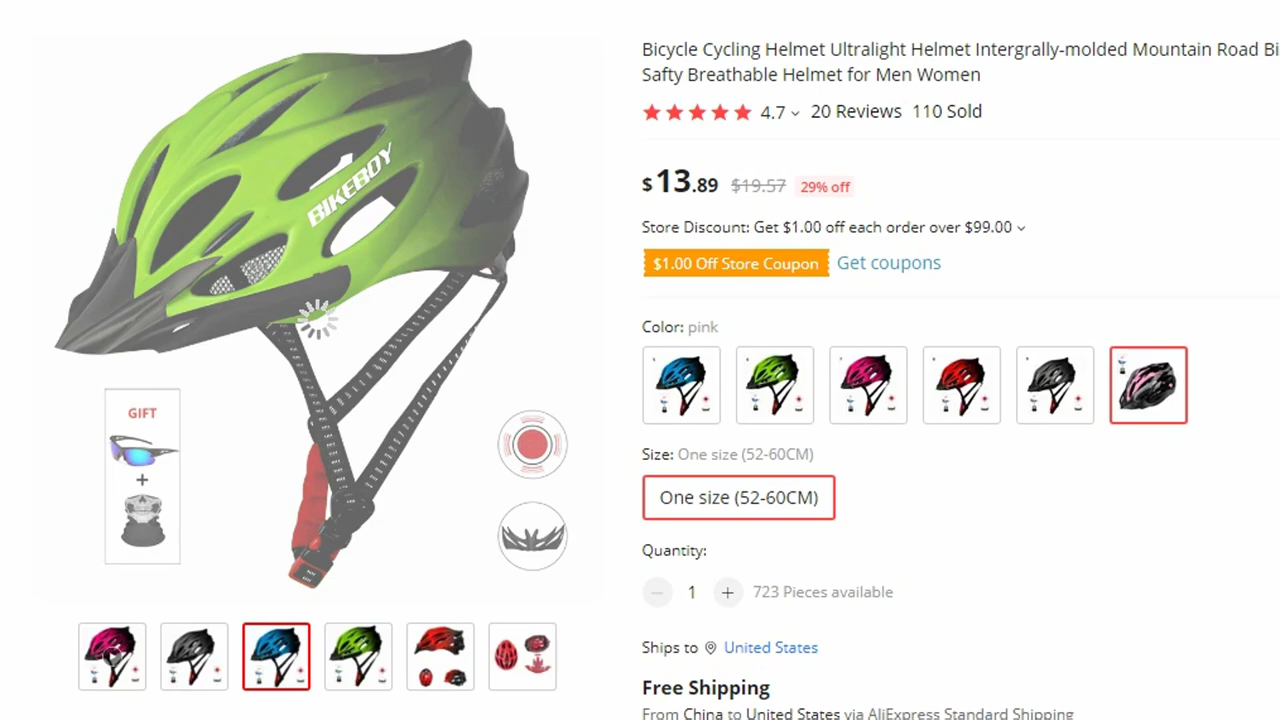 Bicycle Cycling Helmet Ultralight Helmet Intergrally-molded Mountain Road Bi
Safty Breathable Helmet for Men Women
4.7 20 Reviews 110 Sold
$13.89 $19.57 29% off
Store Discount: Get $1.00 off each order over $99.00
$1.00 Off Store Coupon Get coupons
BIKEBOY
Color: pink
GIFT
+
Size: One size (52-60CM)
One size (52-60CM)
Quantity:
1 + 723 Pieces available
Ships to United States
Free Shipping
From China to United States via AliExpress Standard Shipping